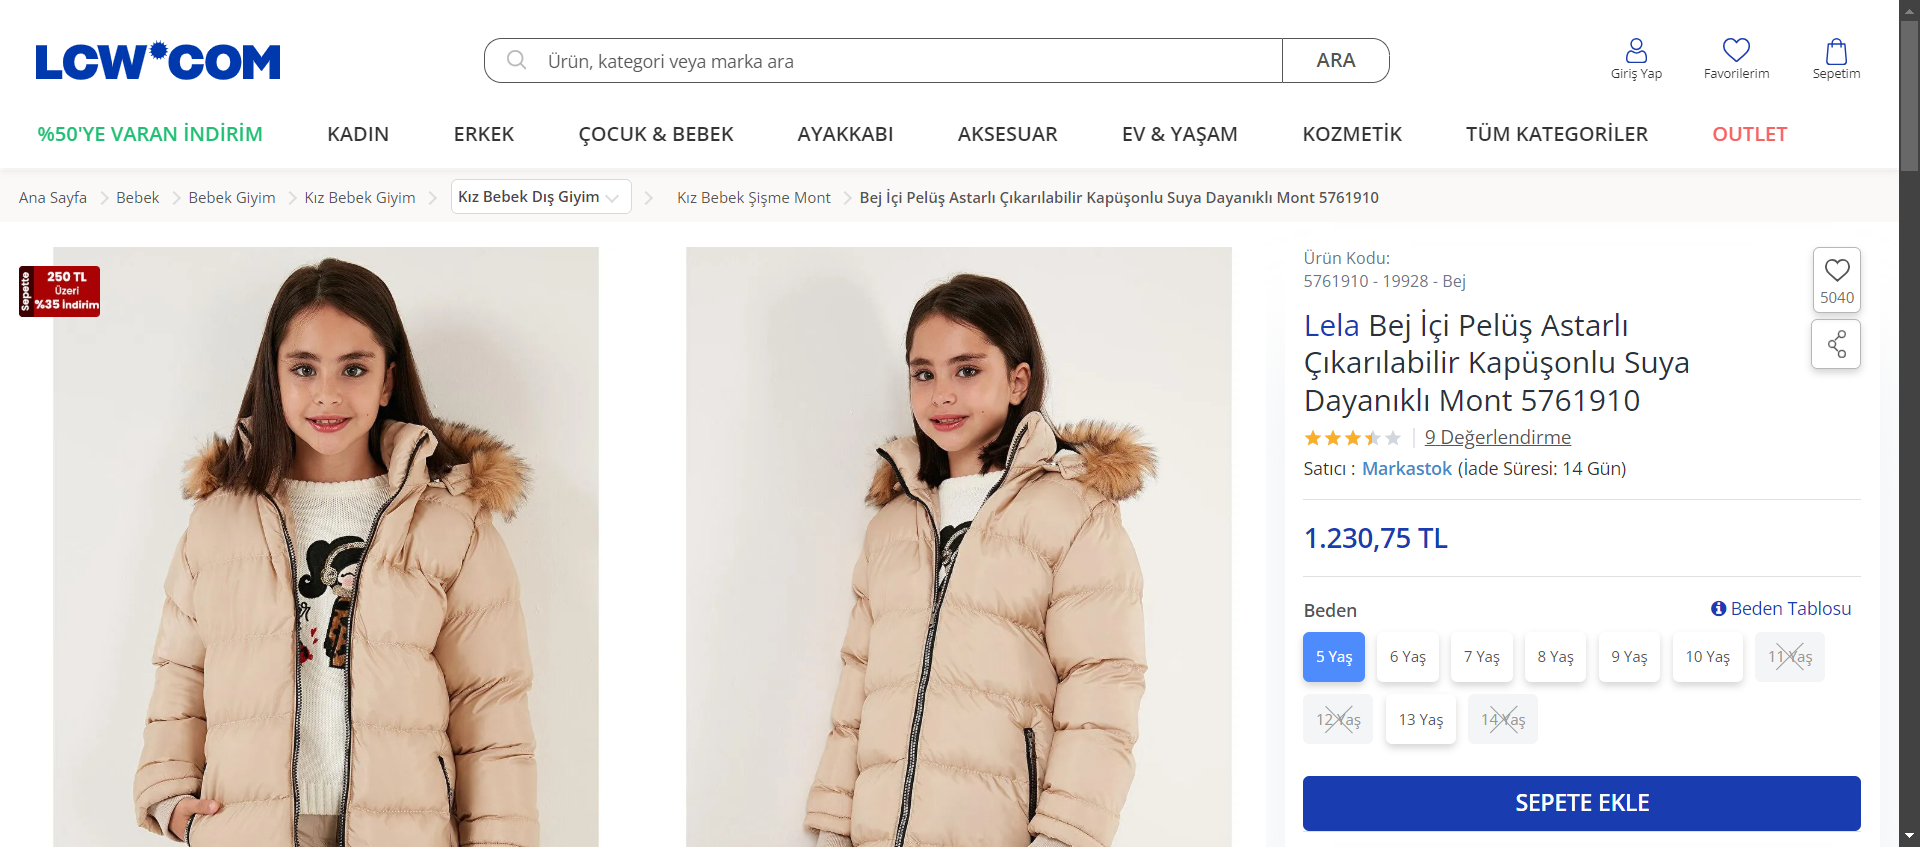 LCW COM
Ürün, kategori veya marka ara
ARA
Giriş Yap
Favorilerim
Sepetim
%50'YE VARAN İNDİRİM
KADIN
ERKEK
ÇOCUK & BEBEK
AYAKKABI
AKSESUAR
EV & YAŞAM
KOZMETİK
TÜM KATEGORİLER
OUTLET
Ana Sayfa
Bebek
Bebek Giyim
Kız Bebek Giyim
Kız Bebek Dış Giyim
Kız Bebek Şişme Mont
Bej İçi Pelüş Astarlı Çıkarılabilir Kapüşonlu Suya Dayanıklı Mont 5761910
Sepette
250 TL
Üzeri
%35 İndirim
Ürün Kodu:
5761910 - 19928 - Bej
5040
Lela Bej İçi Pelüş Astarlı
Çıkarılabilir Kapüşonlu Suya
Dayanıklı Mont 5761910
9 Değerlendirme
Satıcı : Markastok (İade Süresi: 14 Gün)
1.230,75 TL
Beden
Beden Tablosu
5 Yaş
6 Yaş
7 Yaş
8 Yaş
9 Yaş
10 Yaş
11 Yaş
12 Yaş
13 Yaş
14 Yaş
SEPETE EKLE